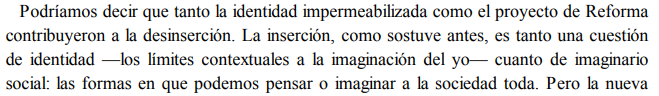 Podríamos decir que tanto la identidad impermeabilizada como el proyecto de Reforma
contribuyeron a la desinserción. La inserción, como sostuve antes, es tanto una cuestión
de identidad —los límites contextuales a la imaginación del yo— cuanto de imaginario
social: las formas en que podemos pensar o imaginar a la sociedad toda. Pero la nueva